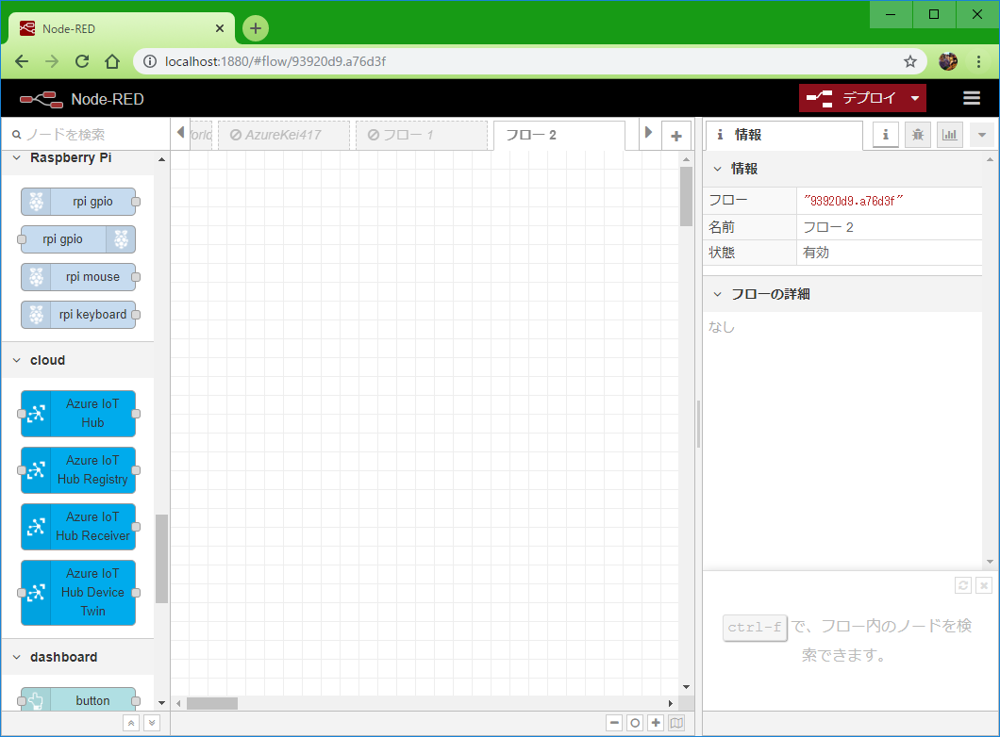 Node-RED
localhost:1880/#flow/93920d9.a76d3f
Node-RED
デプロイ
ノードを検索
AzureKei417
フロー 1
フロー 2
情報
Raspberry Pi
rpi gpio
rpi gpio
rpi mouse
rpi keyboard
cloud
Azure IoT
Hub
Azure IoT
Hub Registry
Azure IoT
Hub Receiver
Azure IoT
Hub Device
Twin
dashboard
button
情報
フロー "93920d9.a76d3f"
名前 フロー 2
状態 有効
フローの詳細
なし
ctrl-f で、フロー内のノードを検
索できます。